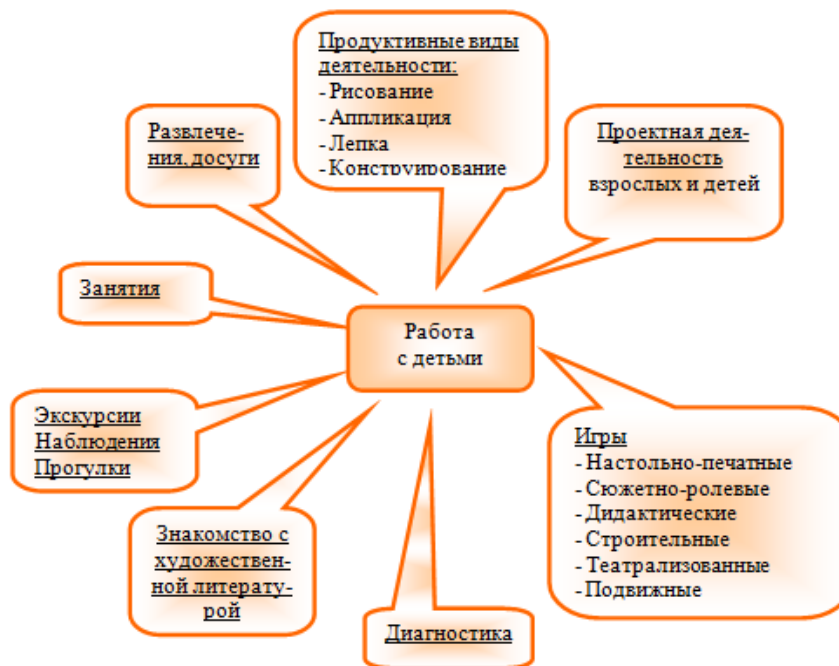 Продуктивные виды
деятельности:
- Рисование
- Аппликация
- Лепка
- Конструирование
Развлече-
ния, досуги
Проектная дея-
тельность
взрослых и детей
Занятия
Работа
с детьми
Экскурсии
Наблюдения
Прогулки
Игры
- Настольно-печатные
- Сюжетно-ролевые
- Дидактические
- Строительные
- Театрализованные
- Подвижные
Знакомство с
художествен-
ной литерату-
рой
Диагностика